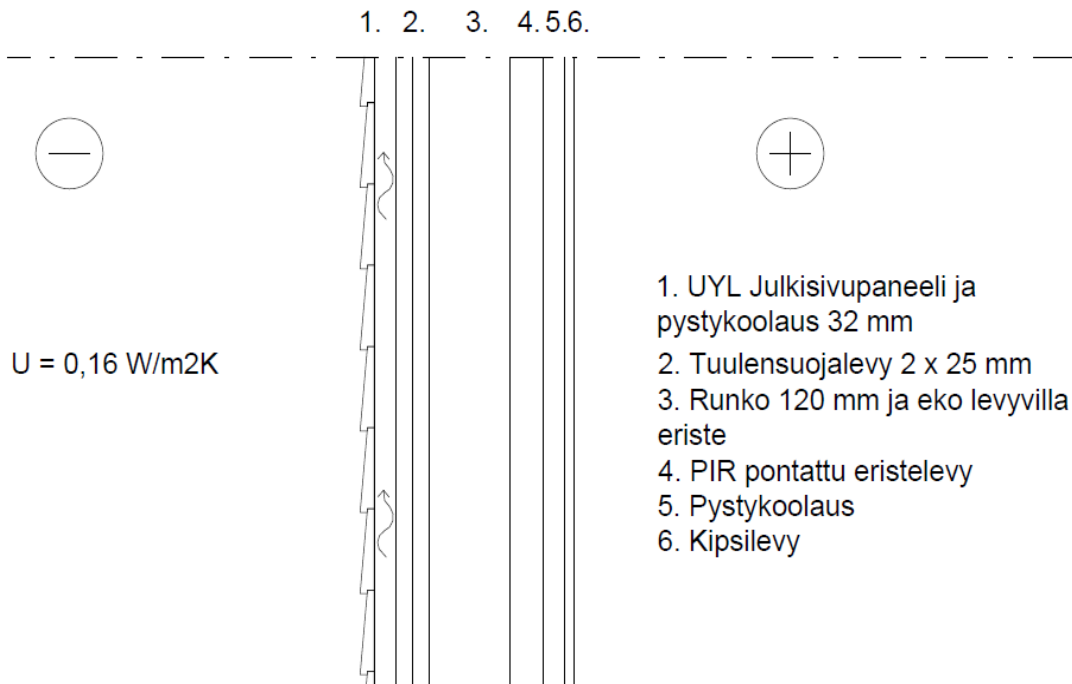 1. 2. 3. 4. 5.6.
U = 0,16 W/m2K
1. UYL Julkisivupaneeli ja
pystykoolaus 32 mm
2. Tuulensuojalevy 2 x 25 mm
3. Runko 120 mm ja eko levyvilla
eriste
4. PIR pontattu eristelevy
5. Pystykoolaus
6. Kipsilevy